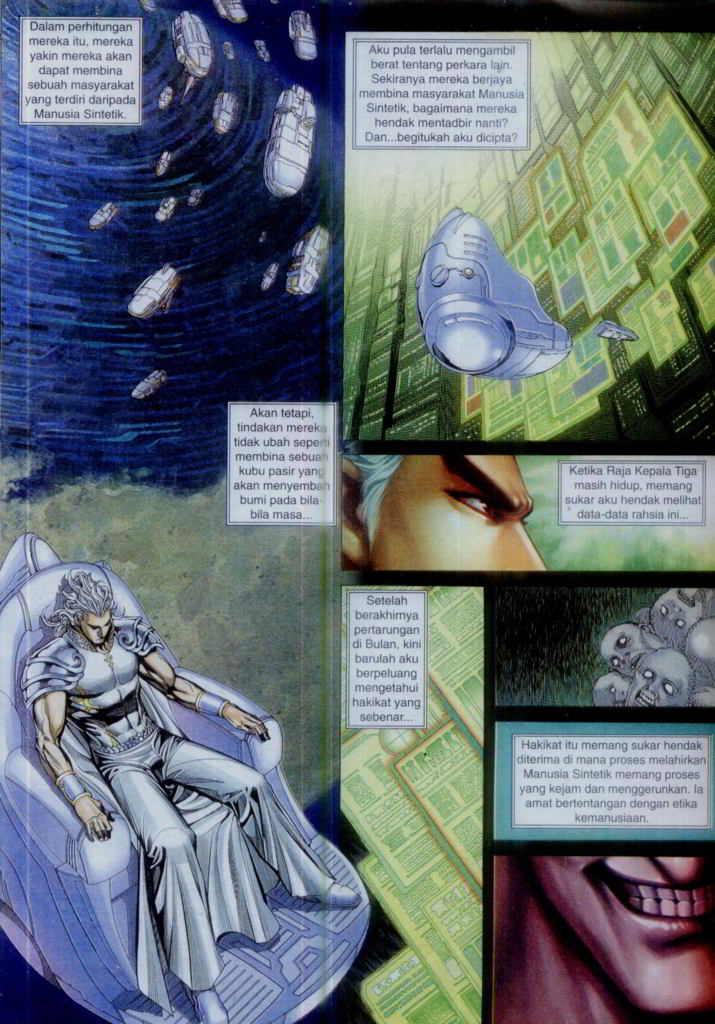 Dalam perhitungan
mereka itu, mereka
yakin mereka akan
dapat membina
sebuah masyarakat
yang terdiri daripada
Manusia Sintetik.
Aku pula terlalu mengambil
berat tentang perkara lain.
Sekiranya mereka berjaya
membina masyarakat Manusia
Sintetik, bagaimana mereka
hendak mentadbir nanti?
Dan...begitukah aku dicipta?
Akan tetapi,
tindakan mereka
tidak ubah seperti
membina sebuah
kubu pasir yang
akan menyembah
bumi pada bila-
bila masa...
Ketika Raja Kepala Tiga
masih hidup, memang
sukar aku hendak melihat
data-data rahsia ini...
Setelah
berakhirnya
pertarungan
di Bulan, kini
barulah aku
berpeluang
mengetahui
hakikat yang
sebenar...
Hakikat itu memang sukar hendak
diterima di mana proses melahirkan
Manusia Sintetik memang proses
yang kejam dan menggerunkan. Ia
amat bertentangan dengan etika
kemanusiaan.